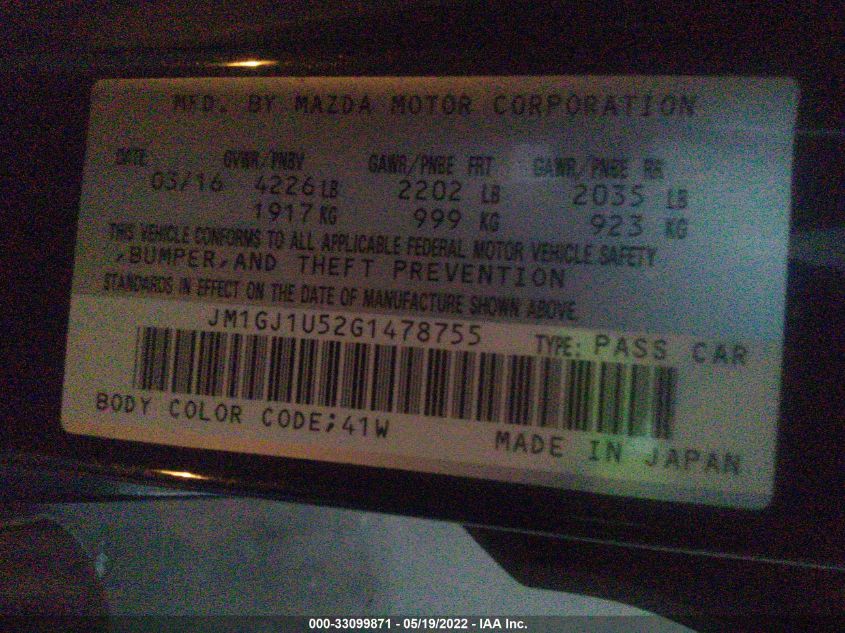 MFD. BY MAZDA MOTOR CORPORATION
DATE GVWR/PNBV GAWR/PNBE FRT GAWR/PNBE RR
03/16 4226 LB 2202 LB 2035 LB
1917 KG 999 KG 923 KG
THIS VEHICLE CONFORMS TO ALL APPLICABLE FEDERAL MOTOR VEHICLE SAFETY
,BUMPER,AND THEFT PREVENTION
STANDARDS IN EFFECT ON THE DATE OF MANUFACTURE SHOWN ABOVE.
JM1GJ1U52G1478755 TYPE: PASS CAR
BODY COLOR CODE;41W
MADE IN JAPAN
000-33099871 - 05/19/2022 - IAA Inc.